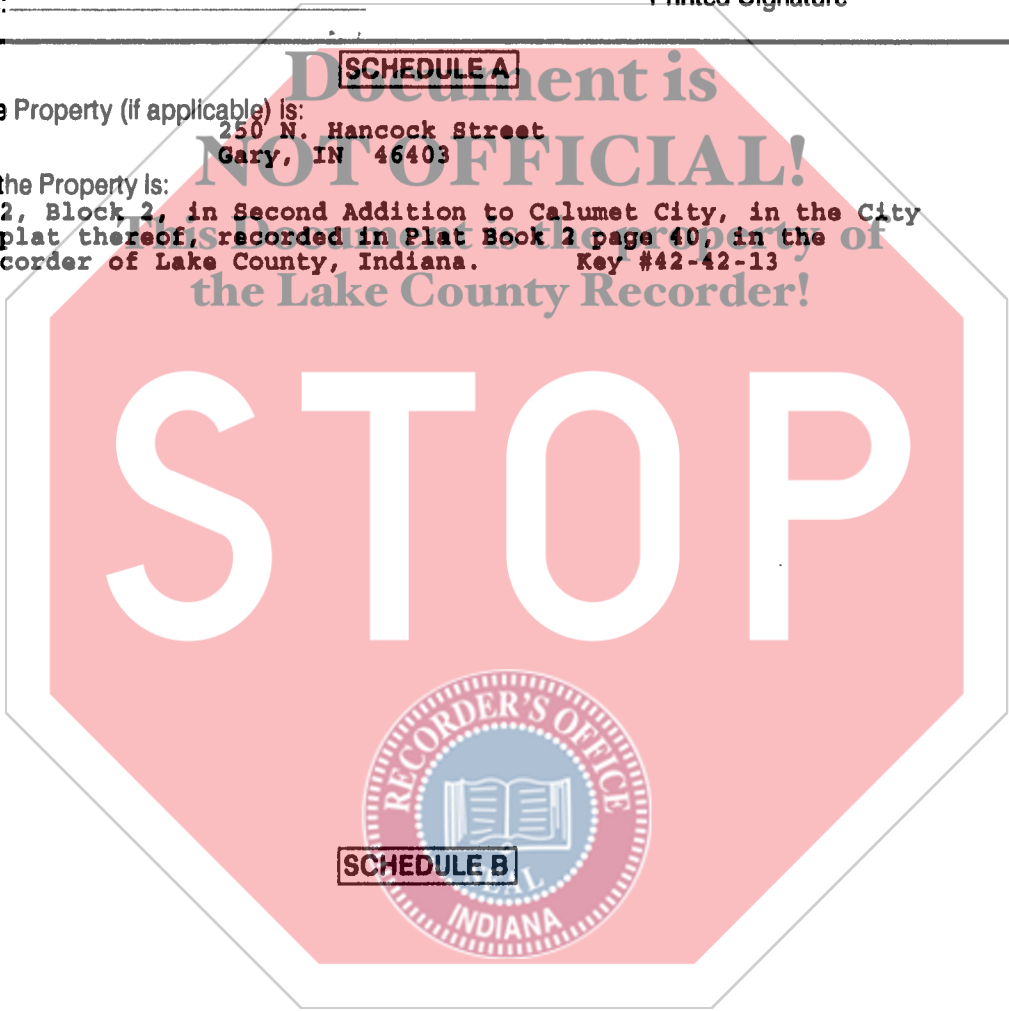 Printed Signature
SCHEDULE A
Document is
e Property (if applicable) is:
250 N. Hancock Street
NOT OFFICIAL!
Gary, IN 46403
the Property is:
2, Block 2, in Second Addition to Calumet City, in the City
This Document is the property of
plat thereof, recorded in Plat Book 2 page 40, in the
corder of Lake County, Indiana. Key #42-42-13
the Lake County Recorder!
STOP
RECORDER'S OFFICE
SCHEDULE B
SEAL
INDIANA